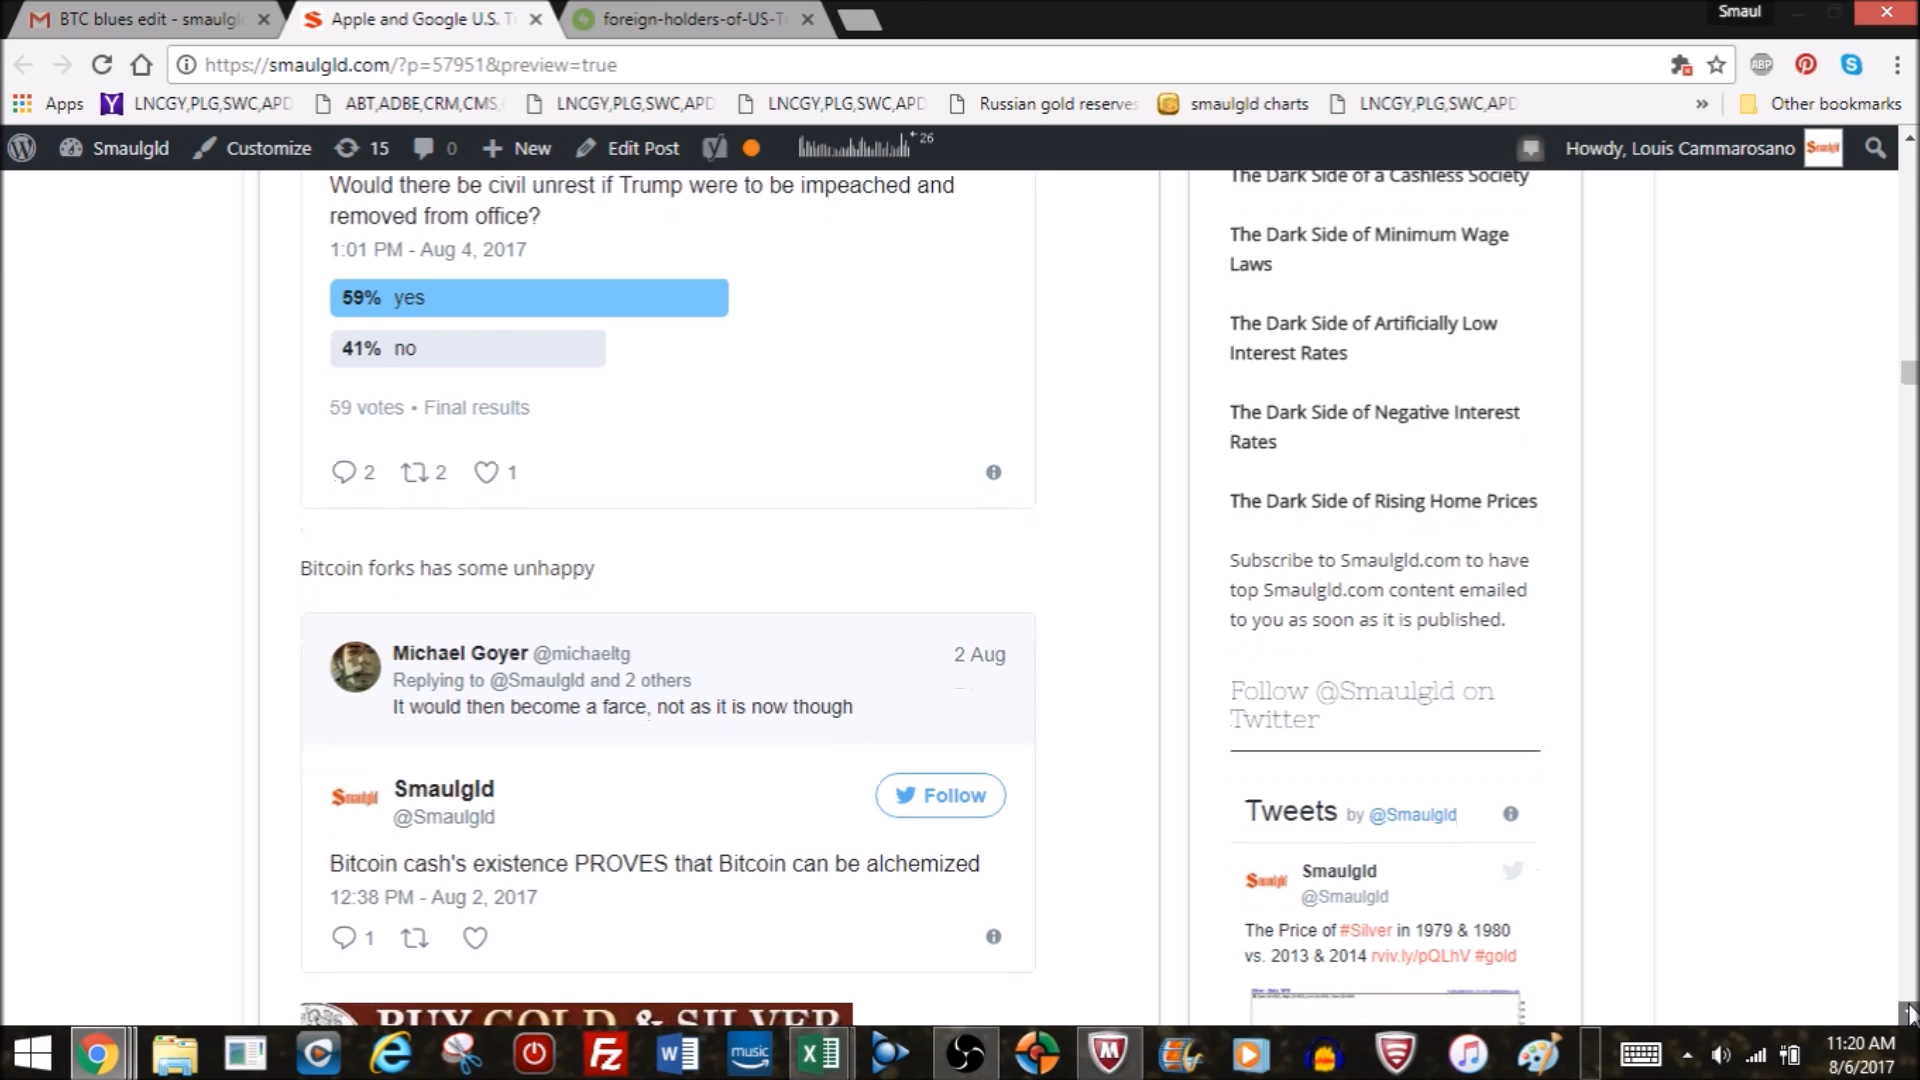 BTC blues edit - smaulgl
Apple and Google U.S. T
foreign-holders-of-US-T
Smaul
https://smaulgld.com/?p=57951&preview=true
ABP
Apps
LNCGY,PLG,SWC,APD
ABT,ADBE,CRM,CMS,
LNCGY,PLG,SWC,APD
LNCGY,PLG,SWC,APD
Russian gold reserves
smaulgld charts
LNCGY,PLG,SWC,APD
»
Other bookmarks
Smaulgld
Customize
15
0
New
Edit Post
26
Howdy, Louis Cammarosano
Smaulgld
Would there be civil unrest if Trump were to be impeached and
removed from office?
1:01 PM - Aug 4, 2017
59% yes
41% no
59 votes • Final results
2
2
1
Bitcoin forks has some unhappy
Michael Goyer @michaeltg
2 Aug
Replying to @Smaulgld and 2 others
It would then become a farce, not as it is now though
Smaulgld
Smaulgld
@Smaulgld
Follow
Bitcoin cash's existence PROVES that Bitcoin can be alchemized
12:38 PM - Aug 2, 2017
1
BUY GOLD & SILVER
The Dark Side of a Cashless Society
The Dark Side of Minimum Wage
Laws
The Dark Side of Artificially Low
Interest Rates
The Dark Side of Negative Interest
Rates
The Dark Side of Rising Home Prices
Subscribe to Smaulgld.com to have
top Smaulgld.com content emailed
to you as soon as it is published.
Follow @Smaulgld on
Twitter
Tweets by @Smaulgld
Smaulgld
Smaulgld
@Smaulgld
The Price of #Silver in 1979 & 1980
vs. 2013 & 2014 rviv.ly/pQLhV #gold
music
11:20 AM
8/6/2017